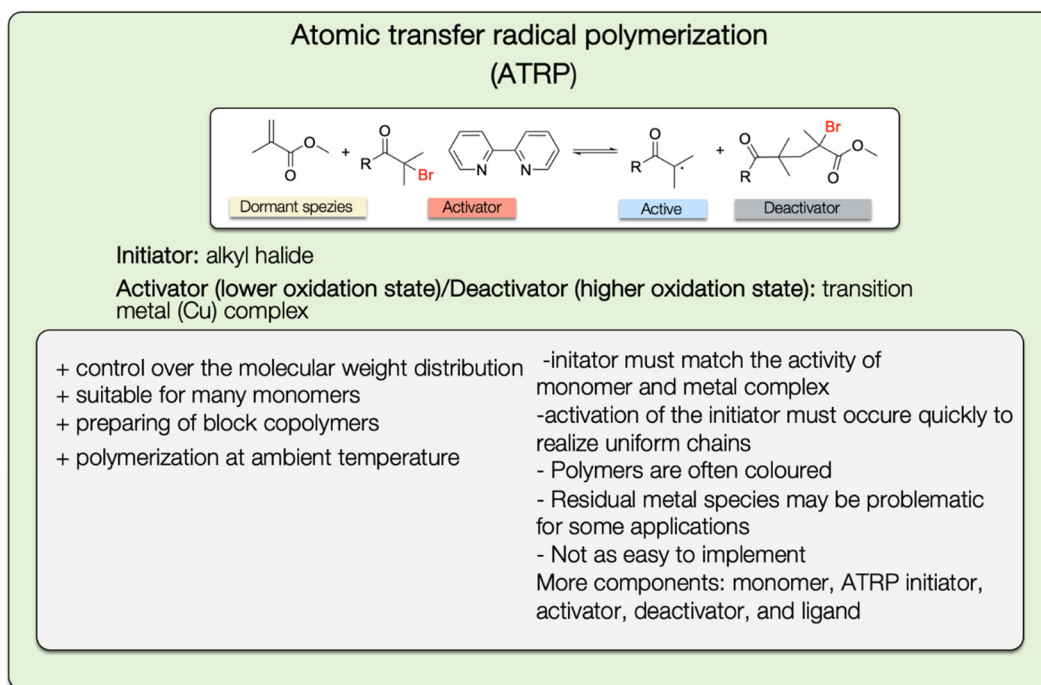 Atomic transfer radical polymerization
(ATRP)
O
O
O
+
R
O
Br
N
N
R
O
+
R
O
Br
O
O
Dormant spezies
Activator
Active
Deactivator
Initiator: alkyl halide
Activator (lower oxidation state)/Deactivator (higher oxidation state): transition
metal (Cu) complex
+ control over the molecular weight distribution
+ suitable for many monomers
+ preparing of block copolymers
+ polymerization at ambient temperature
-initator must match the activity of
monomer and metal complex
-activation of the initiator must occure quickly to
realize uniform chains
- Polymers are often coloured
- Residual metal species may be problematic
for some applications
- Not as easy to implement
More components: monomer, ATRP initiator,
activator, deactivator, and ligand